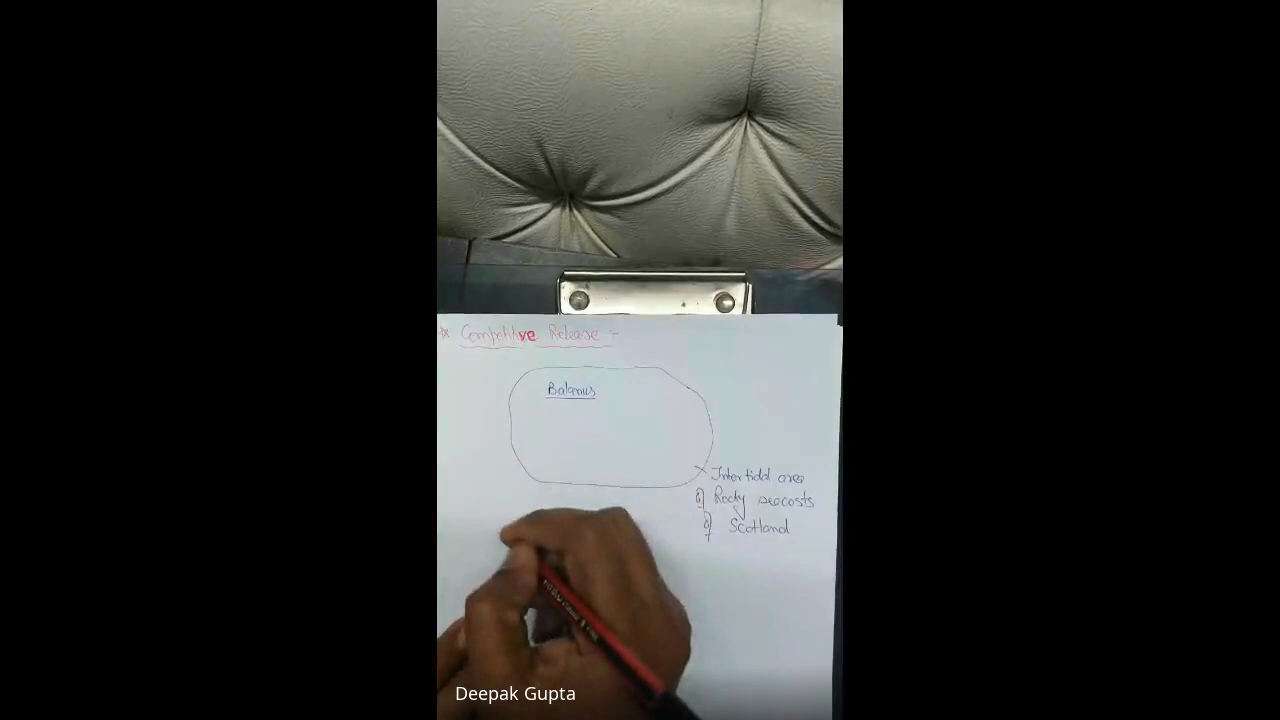 ☆ Competitive Release :-
Balanus
Intertidal area
of Rocky seacosts
of Scotland
Deepak Gupta